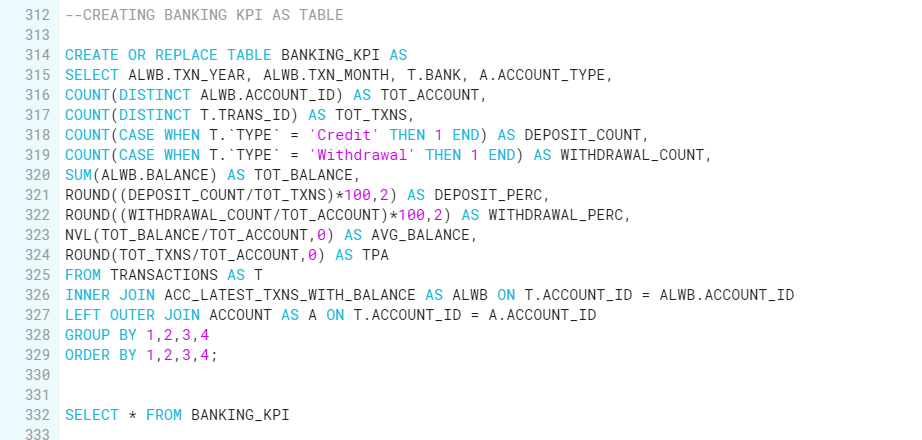 312 --CREATING BANKING KPI AS TABLE
313
314 CREATE OR REPLACE TABLE BANKING_KPI AS
315 SELECT ALWB.TXN_YEAR, ALWB.TXN_MONTH, T.BANK, A.ACCOUNT_TYPE,
316 COUNT(DISTINCT ALWB.ACCOUNT_ID) AS TOT_ACCOUNT,
317 COUNT(DISTINCT T.TRANS_ID) AS TOT_TXNS,
318 COUNT(CASE WHEN T.`TYPE` = 'Credit' THEN 1 END) AS DEPOSIT_COUNT,
319 COUNT(CASE WHEN T.`TYPE` = 'Withdrawal' THEN 1 END) AS WITHDRAWAL_COUNT,
320 SUM(ALWB.BALANCE) AS TOT_BALANCE,
321 ROUND((DEPOSIT_COUNT/TOT_TXNS)*100,2) AS DEPOSIT_PERC,
322 ROUND((WITHDRAWAL_COUNT/TOT_ACCOUNT)*100,2) AS WITHDRAWAL_PERC,
323 NVL(TOT_BALANCE/TOT_ACCOUNT,0) AS AVG_BALANCE,
324 ROUND(TOT_TXNS/TOT_ACCOUNT,0) AS TPA
325 FROM TRANSACTIONS AS T
326 INNER JOIN ACC_LATEST_TXNS_WITH_BALANCE AS ALWB ON T.ACCOUNT_ID = ALWB.ACCOUNT_ID
327 LEFT OUTER JOIN ACCOUNT AS A ON T.ACCOUNT_ID = A.ACCOUNT_ID
328 GROUP BY 1,2,3,4
329 ORDER BY 1,2,3,4;
330
331
332 SELECT * FROM BANKING_KPI
333